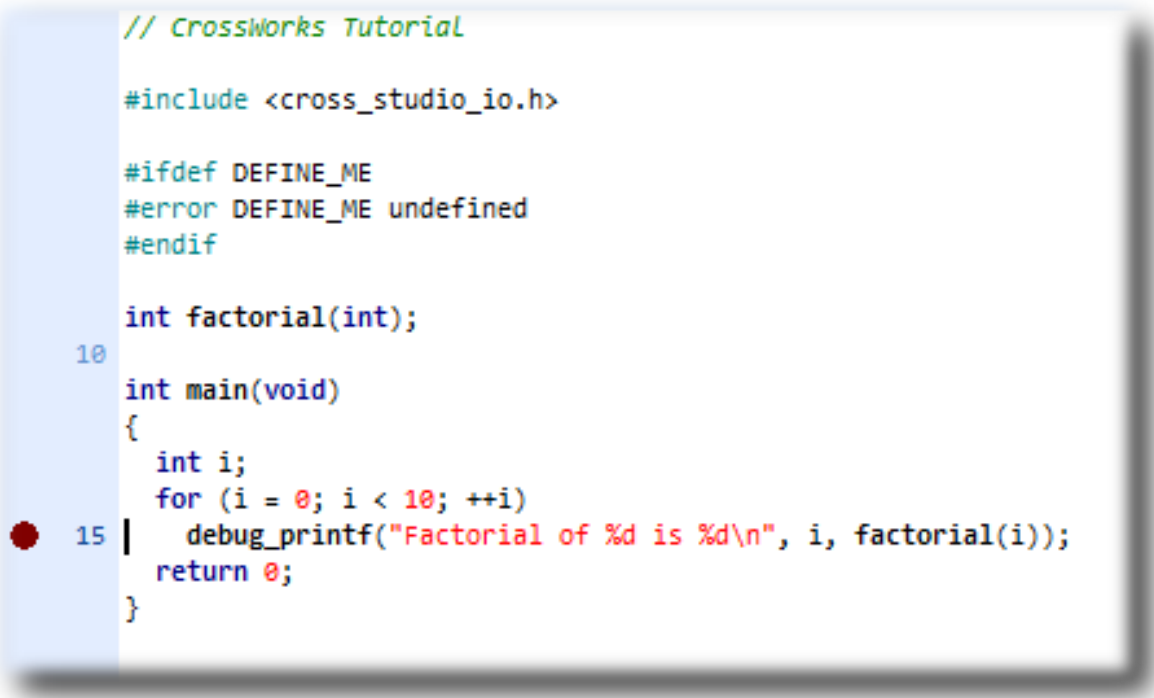 // CrossWorks Tutorial
#include <cross_studio_io.h>
#ifdef DEFINE_ME
#error DEFINE_ME undefined
#endif
int factorial(int);
10
int main(void)
{
int i;
for (i = 0; i < 10; ++i)
15 debug_printf("Factorial of %d is %d\n", i, factorial(i));
return 0;
}